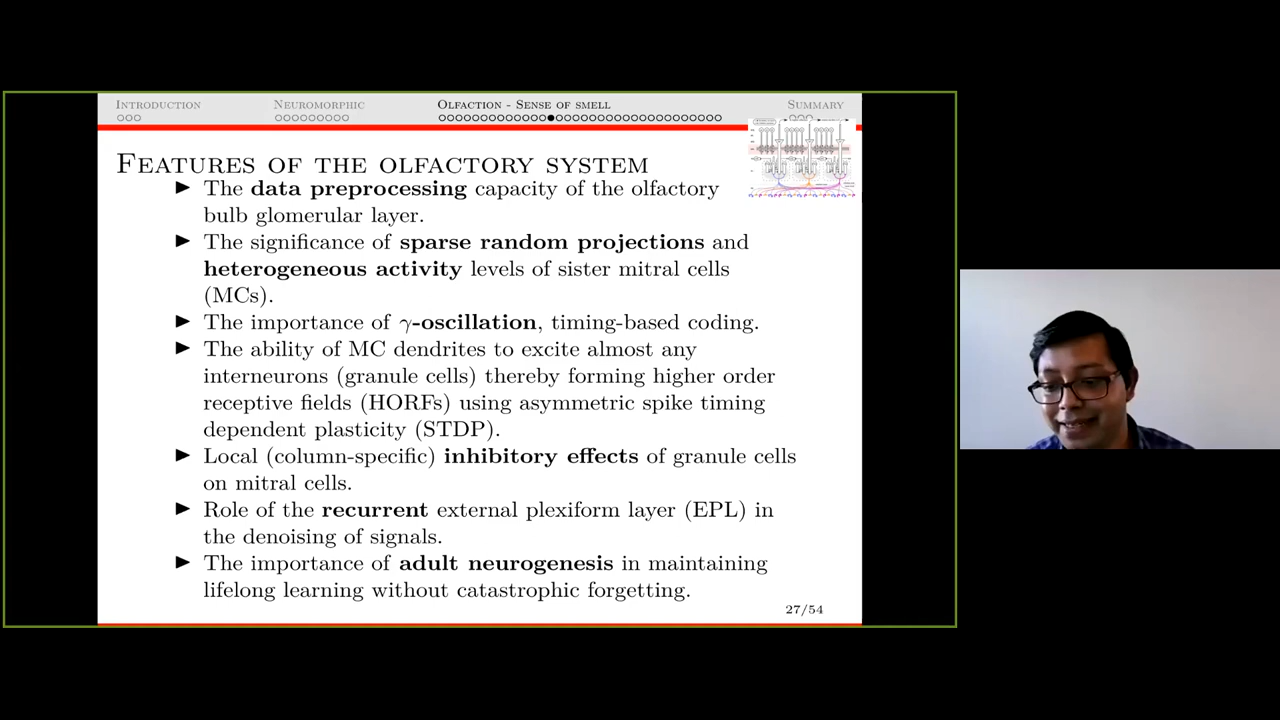 Introduction
Neuromorphic
Olfaction - Sense of smell
Summary
Features of the olfactory system
▶ The data preprocessing capacity of the olfactory
bulb glomerular layer.
▶ The significance of sparse random projections and
heterogeneous activity levels of sister mitral cells
(MCs).
▶ The importance of γ-oscillation, timing-based coding.
▶ The ability of MC dendrites to excite almost any
interneurons (granule cells) thereby forming higher order
receptive fields (HORFs) using asymmetric spike timing
dependent plasticity (STDP).
▶ Local (column-specific) inhibitory effects of granule cells
on mitral cells.
▶ Role of the recurrent external plexiform layer (EPL) in
the denoising of signals.
▶ The importance of adult neurogenesis in maintaining
lifelong learning without catastrophic forgetting.
27/54